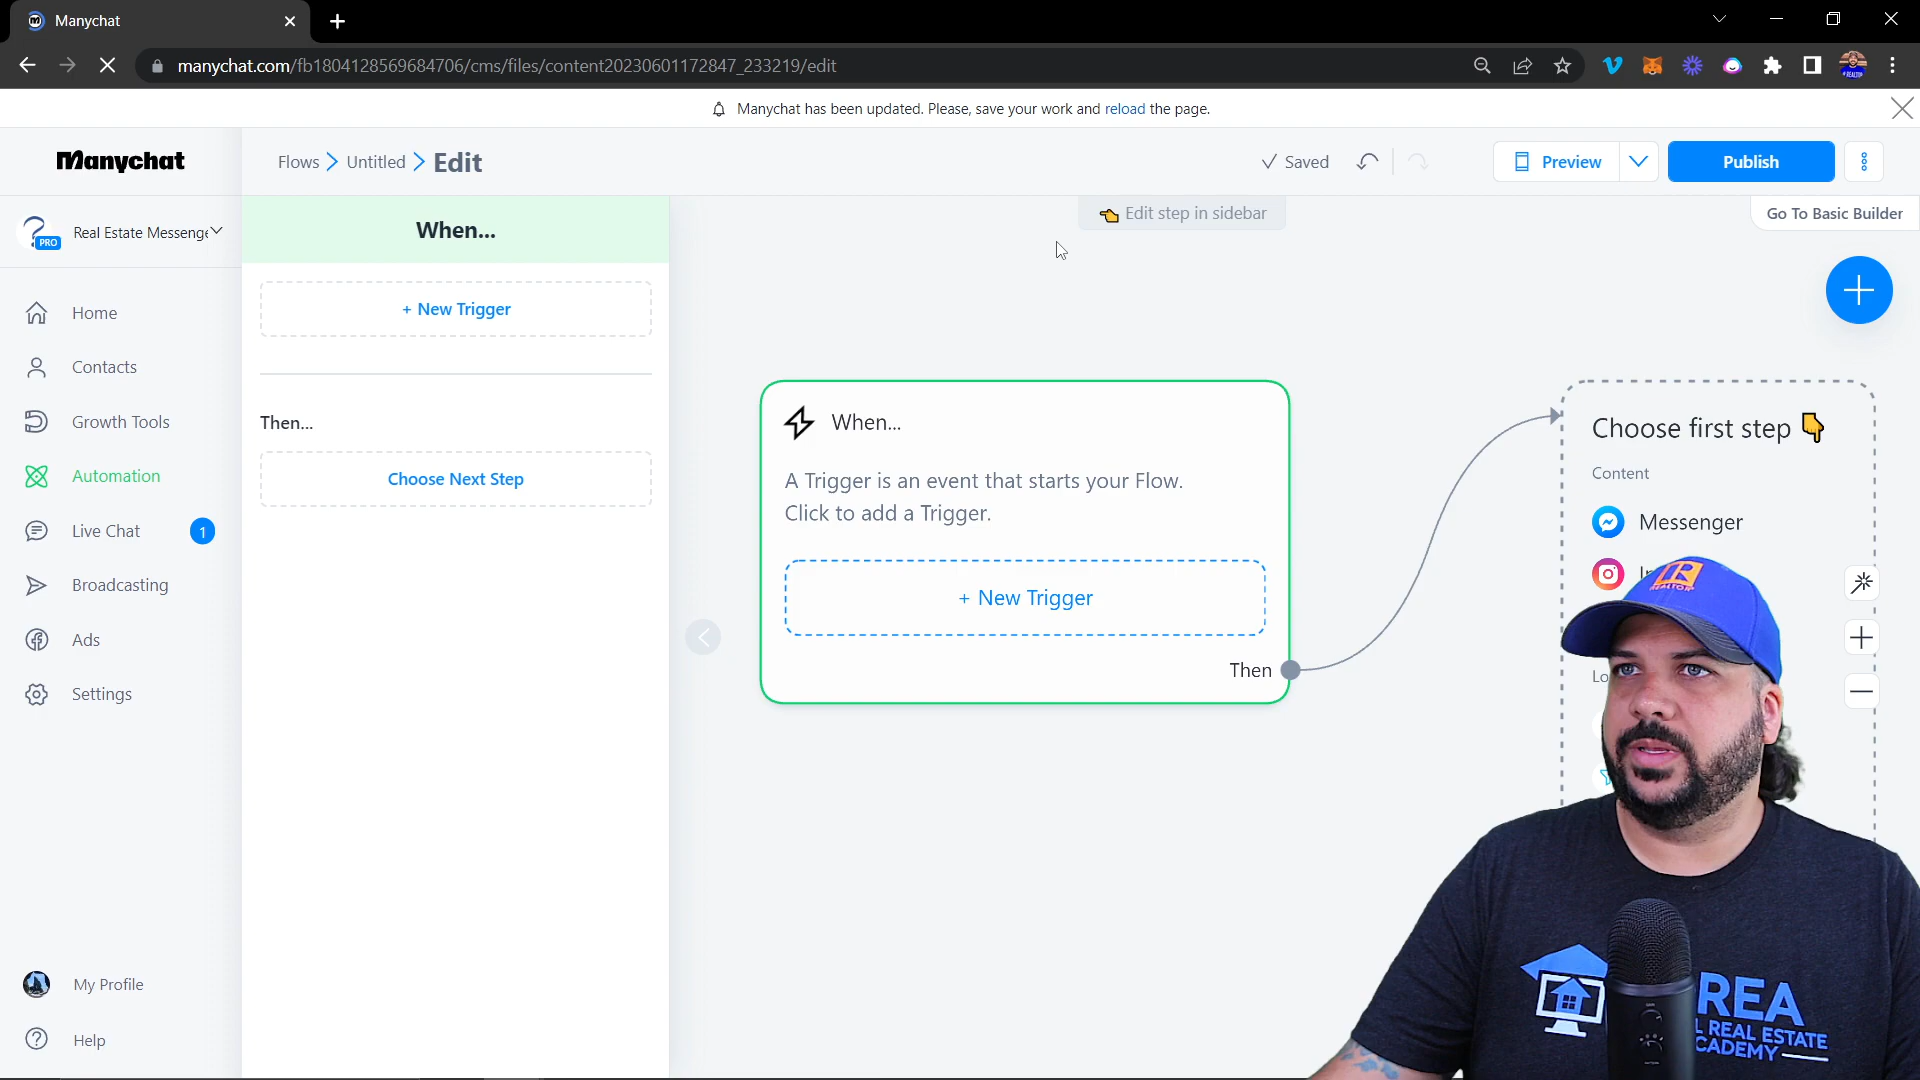 Manychat
manychat.com/fb1804128569684706/cms/files/content20230601172847_233219/edit
Manychat has been updated. Please, save your work and reload the page.
Manychat
Flows Untitled Edit
Saved
Preview
Publish
PRO
Real Estate Messenge
When...
Edit step in sidebar
Go To Basic Builder
Home
Contacts
Growth Tools
Automation
Live Chat
1
Broadcasting
Ads
Settings
My Profile
Help
+ New Trigger
Then...
Choose Next Step
When...
A Trigger is an event that starts your Flow.
Click to add a Trigger.
+ New Trigger
Then
Choose first step
Content
Messenger
REALTOR
REA
REAL ESTATE